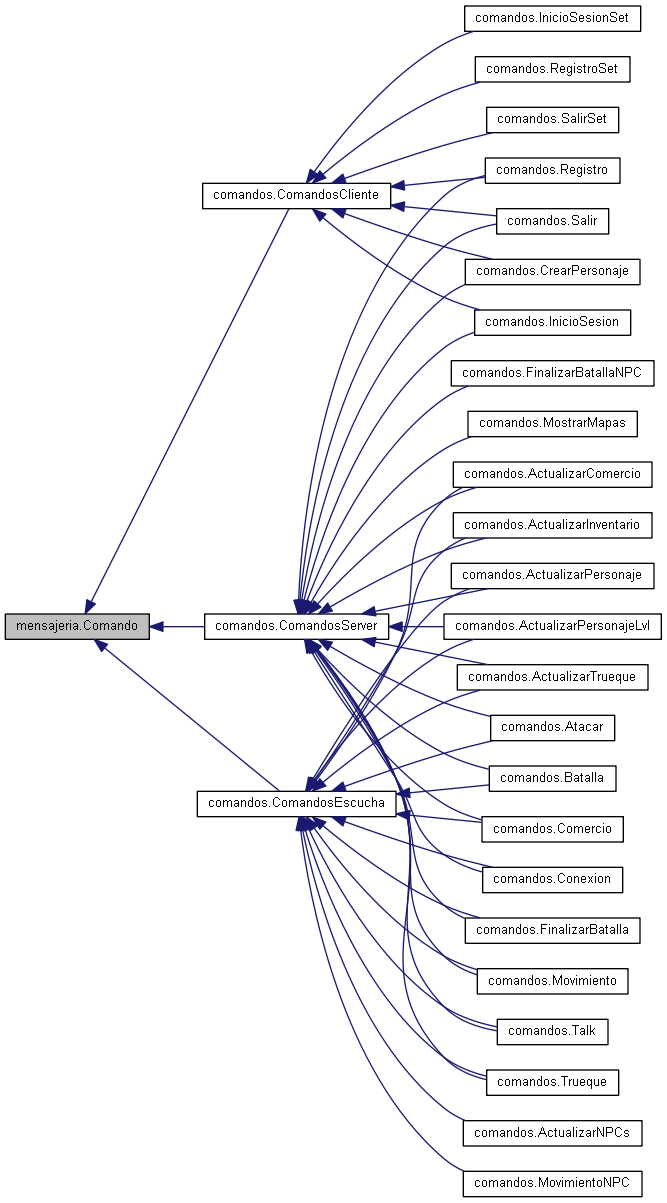 comandos.InicioSesionSet
comandos.RegistroSet
comandos.SalirSet
comandos.Registro
comandos.ComandosCliente
comandos.Salir
comandos.CrearPersonaje
comandos.InicioSesion
comandos.FinalizarBatallaNPC
comandos.MostrarMapas
comandos.ActualizarComercio
comandos.ActualizarInventario
comandos.ActualizarPersonaje
mensajeria.Comando
comandos.ComandosServer
comandos.ActualizarPersonajeLvl
comandos.ActualizarTrueque
comandos.Atacar
comandos.Batalla
comandos.ComandosEscucha
comandos.Comercio
comandos.Conexion
comandos.FinalizarBatalla
comandos.Movimiento
comandos.Talk
comandos.Trueque
comandos.ActualizarNPCs
comandos.MovimientoNPC